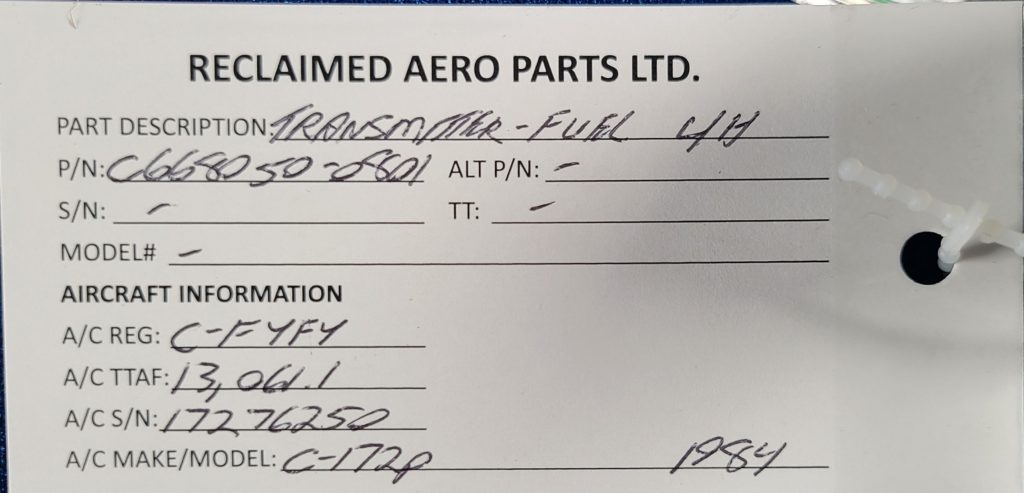 RECLAIMED AERO PARTS LTD.
PART DESCRIPTION: TRANSMITTER-FUEL L/H
P/N: C668050-0801 ALT P/N: -
S/N: - TT: -
MODEL# -
AIRCRAFT INFORMATION
A/C REG: C-FYFY
A/C TTAF: 13,061.1
A/C S/N: 17276250
A/C MAKE/MODEL: C-172P 1984